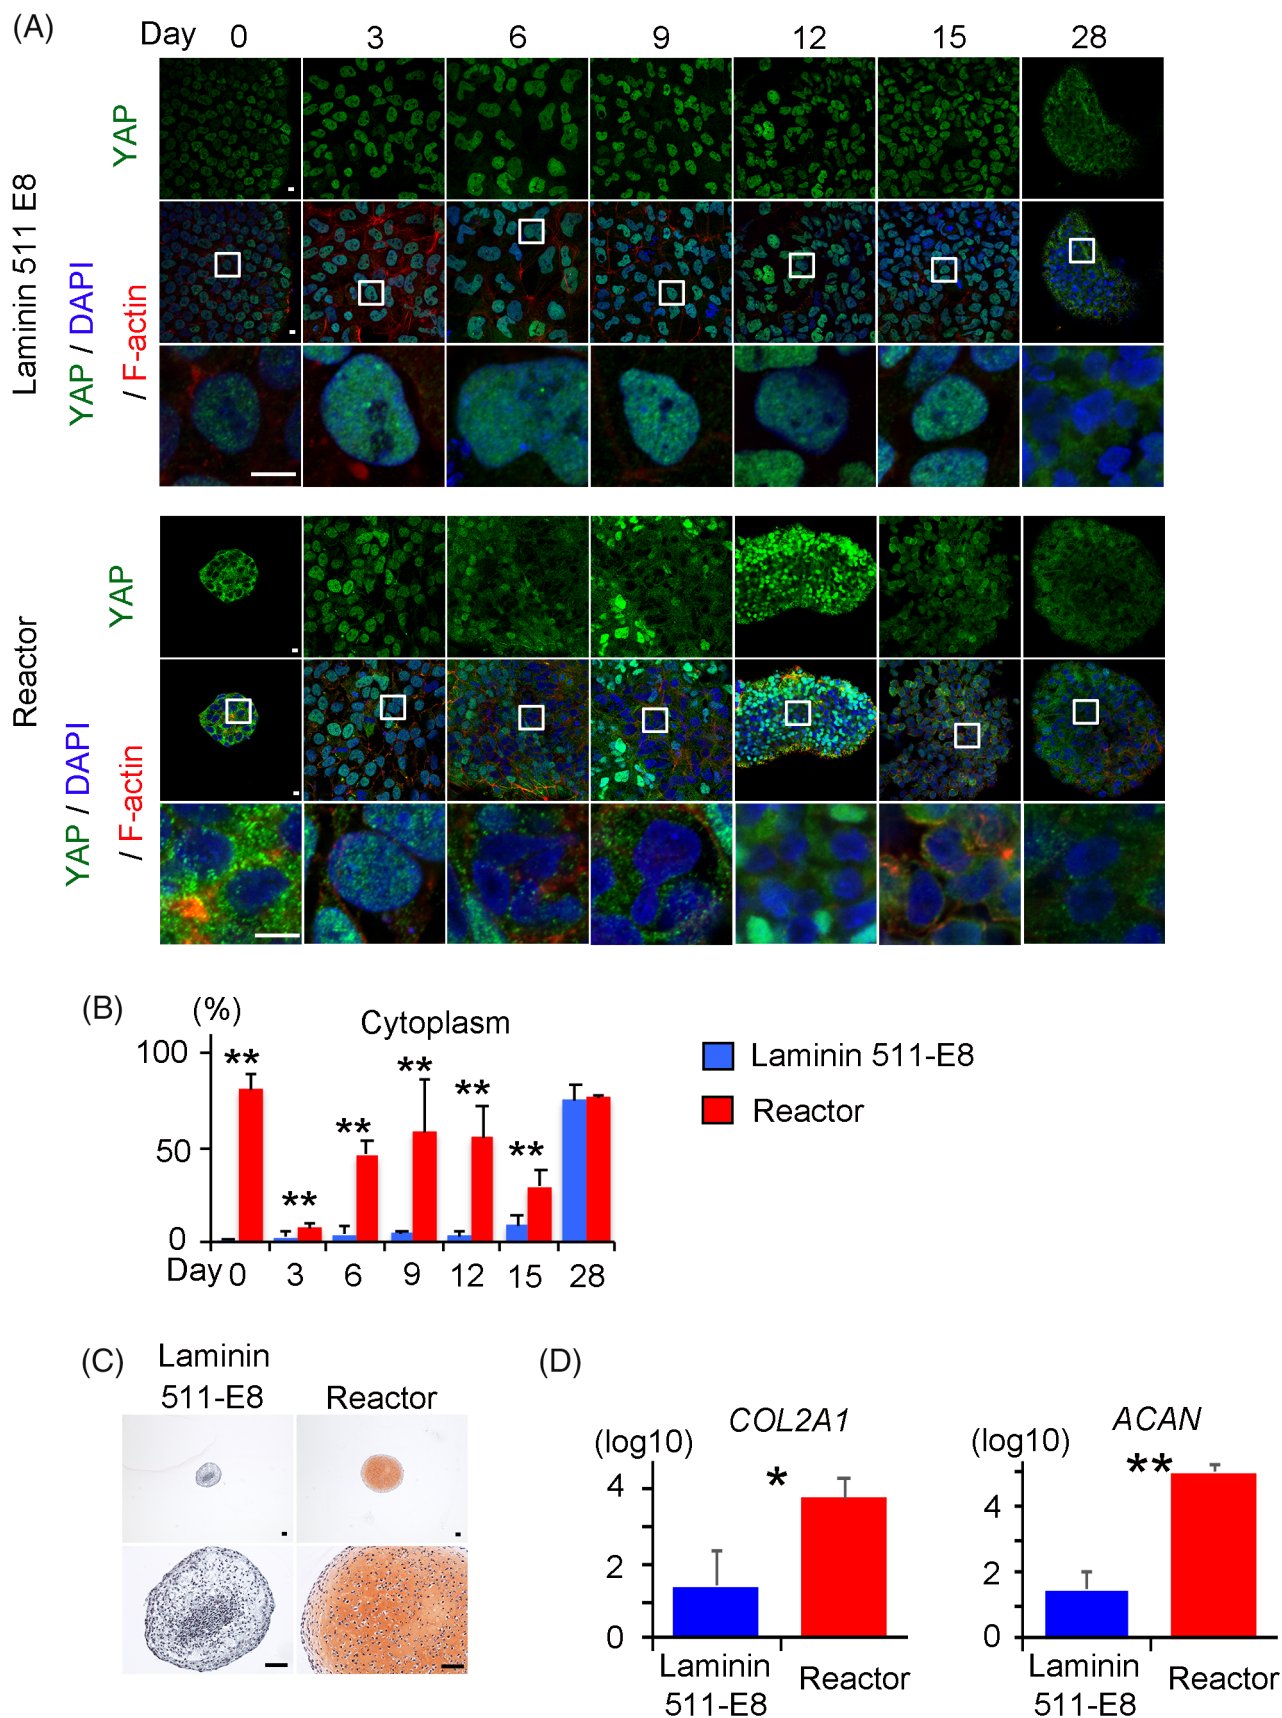 (A)
Day 0 3 6 9 12 15 28
Laminin 511 E8
YAP
YAP / DAPI
/ F-actin
Reactor
YAP
YAP / DAPI
/ F-actin
(B)
(%)
Cytoplasm
100
50
0
** ** ** ** ** **
Day 0 3 6 9 12 15 28
Laminin 511-E8
Reactor
(C)
Laminin
511-E8
Reactor
(D)
(log10)
COL2A1
4
2
0
*
Laminin
511-E8
Reactor
(log10)
ACAN
4
2
0
**
Laminin
511-E8
Reactor